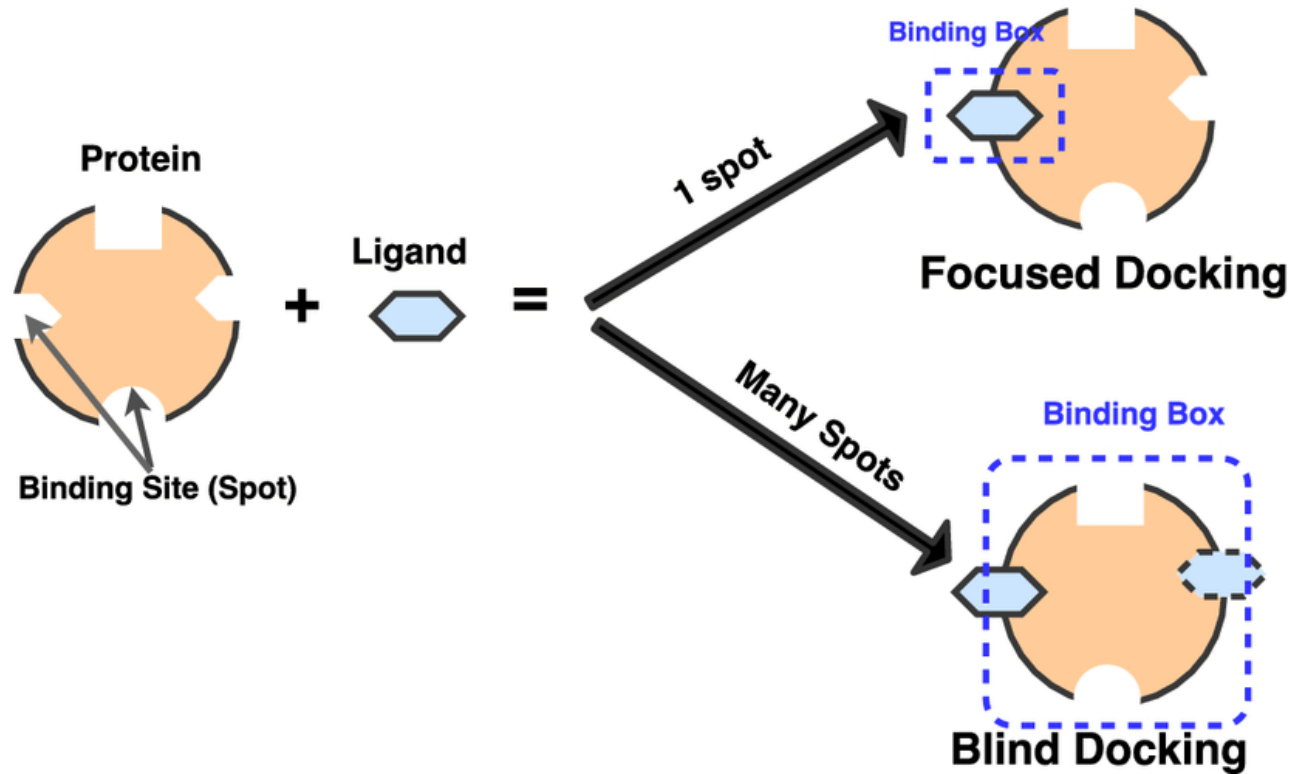 Protein
+
Ligand
=
Binding Site (Spot)
1 spot
Binding Box
Focused Docking
Many Spots
Binding Box
Blind Docking